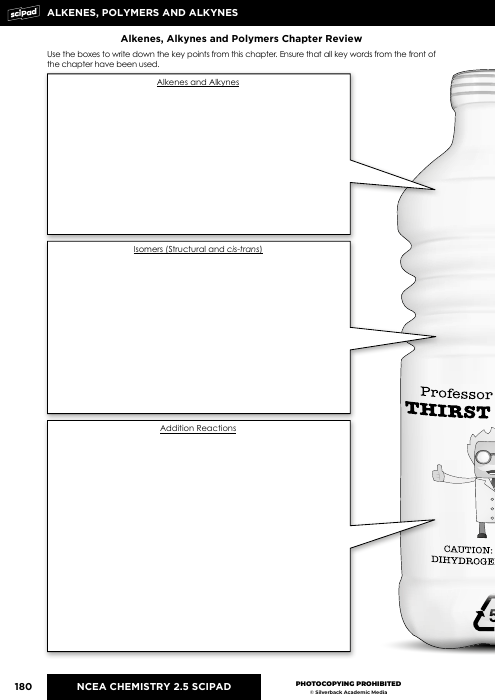 scipad ALKENES, POLYMERS AND ALKYNES
Alkenes, Alkynes and Polymers Chapter Review
Use the boxes to write down the key points from this chapter. Ensure that all key words from the front of
the chapter have been used.
Alkenes and Alkynes
Isomers (Structural and cis-trans)
Professor
THIRST
Addition Reactions
CAUTION:
DIHYDROGE
5
180 NCEA CHEMISTRY 2.5 SCIPAD
PHOTOCOPYING PROHIBITED
© Silverback Academic Media